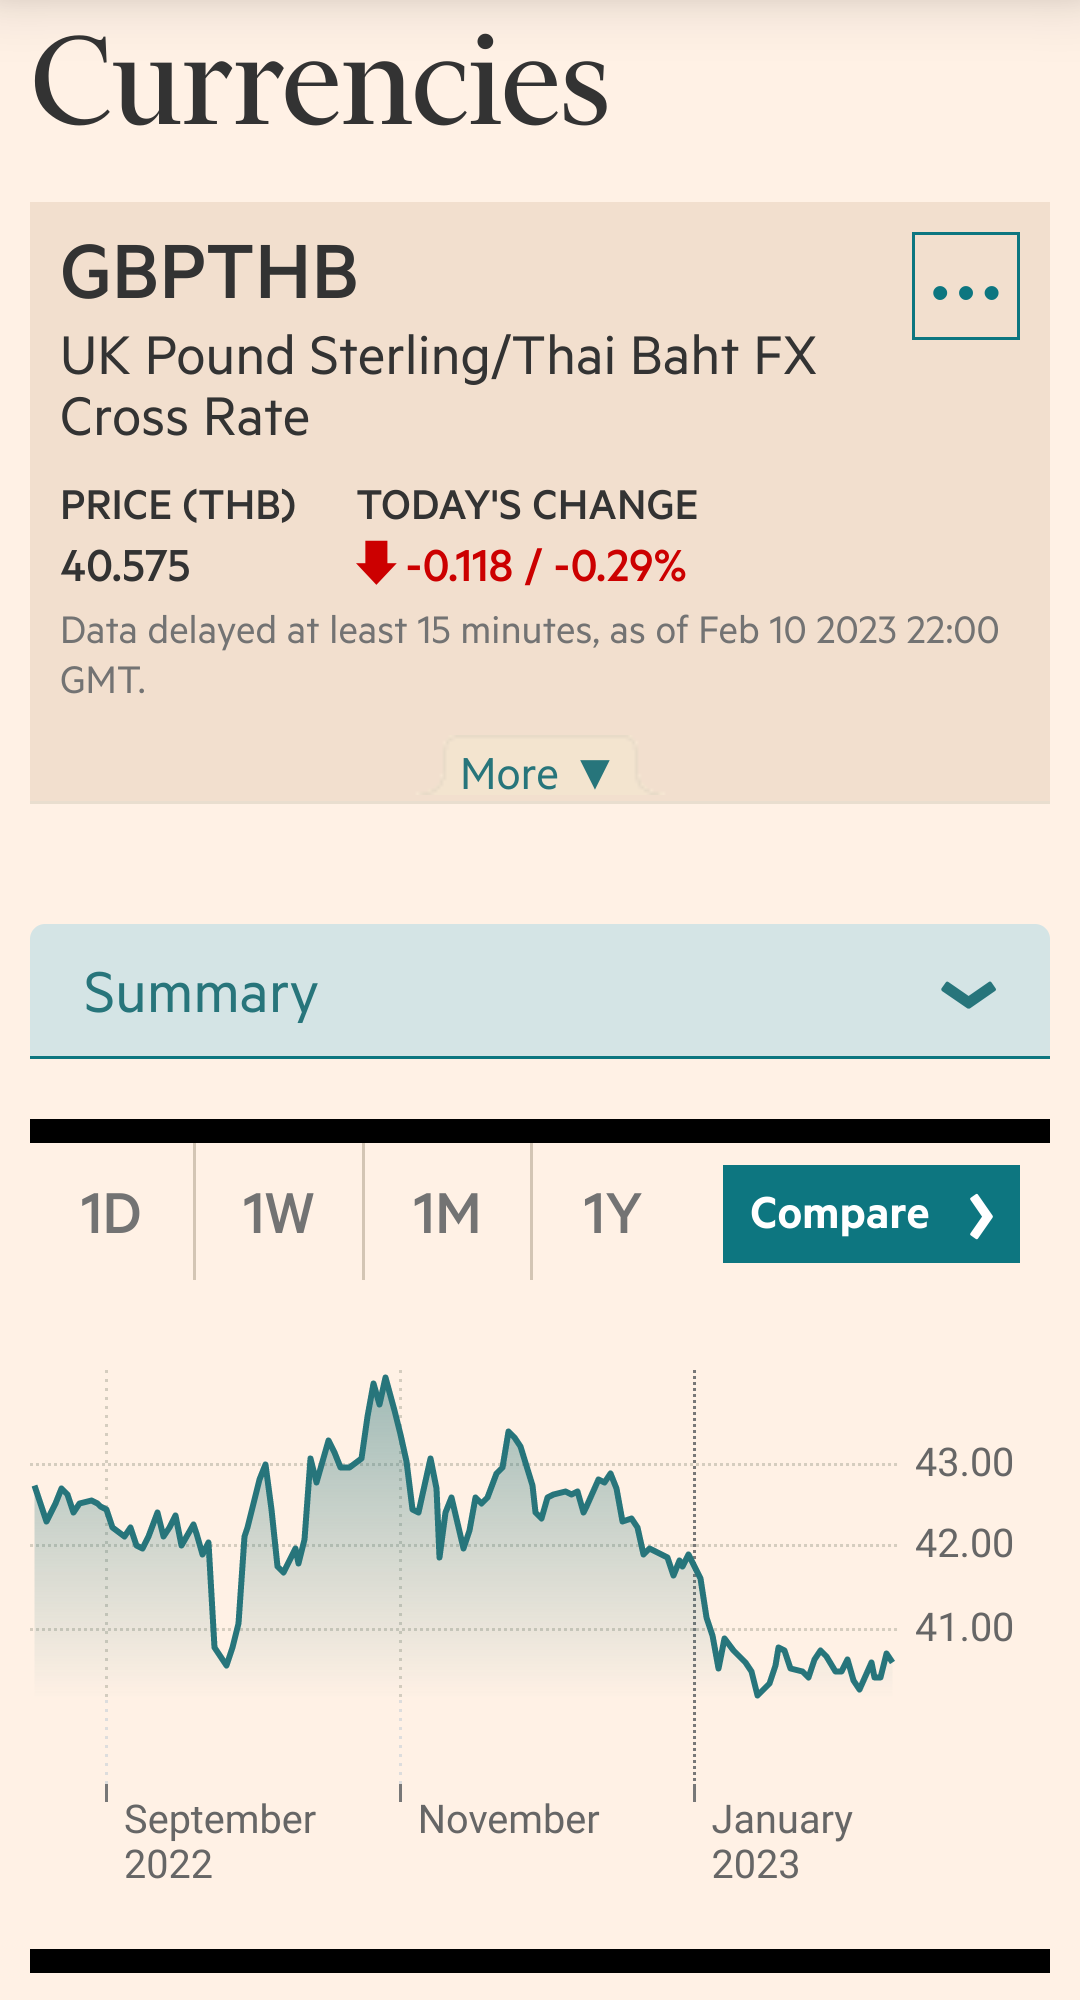 Currencies
GBPTHB
UK Pound Sterling/Thai Baht FX
Cross Rate
PRICE (THB) TODAY'S CHANGE
40.575 -0.118 / -0.29%
Data delayed at least 15 minutes, as of Feb 10 2023 22:00
GMT.
More ▼
Summary
1D 1W 1M 1Y Compare
43.00
42.00
41.00
September November January
2022 2023